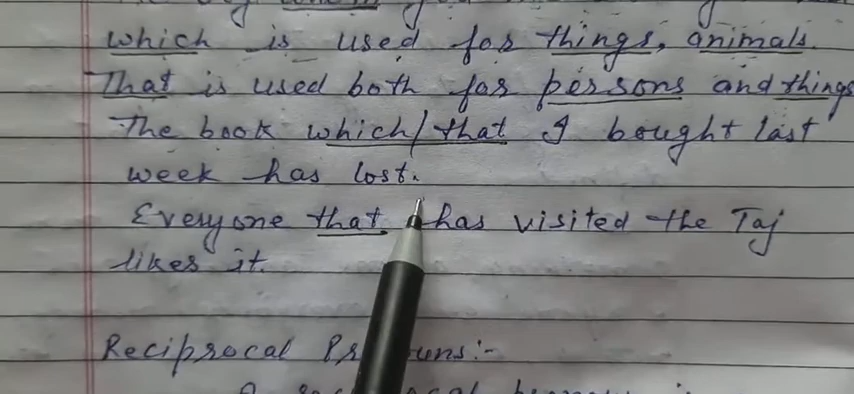 which is used for things, animals.
That is used both for persons and things
The book which/that I bought last
week has lost.
Everyone that has visited the Taj
likes it.
Reciprocal